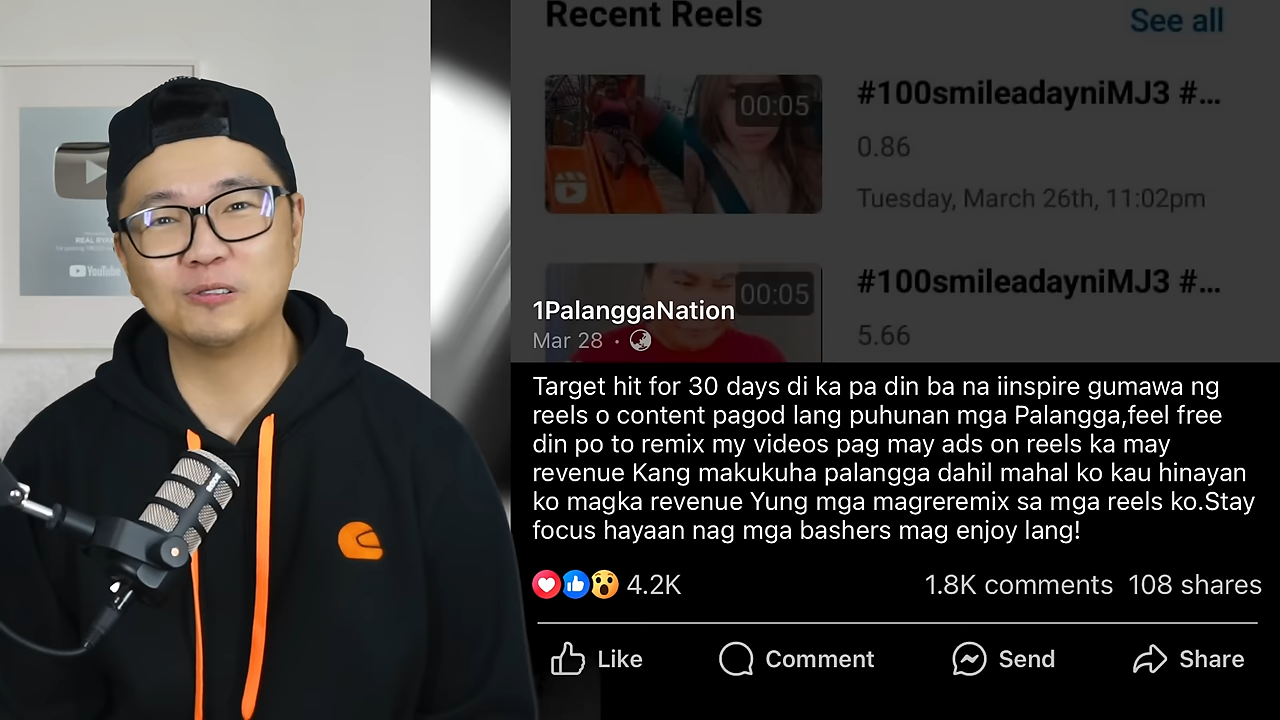 REAL RYAN
YouTube
Recent Reels
See all
00:05
#100smileadayniMJ3 #...
0.86
Tuesday, March 26th, 11:02pm
00:05
#100smileadayniMJ3 #...
5.66
1PalanggaNation
Mar 28 ·
Target hit for 30 days di ka pa din ba na iinspire gumawa ng
reels o content pagod lang puhunan mga Palangga,feel free
din po to remix my videos pag may ads on reels ka may
revenue Kang makukuha palangga dahil mahal ko kau hinayan
ko magka revenue Yung mga magreremix sa mga reels ko.Stay
focus hayaan nag mga bashers mag enjoy lang!
4.2K
1.8K comments 108 shares
Like
Comment
Send
Share